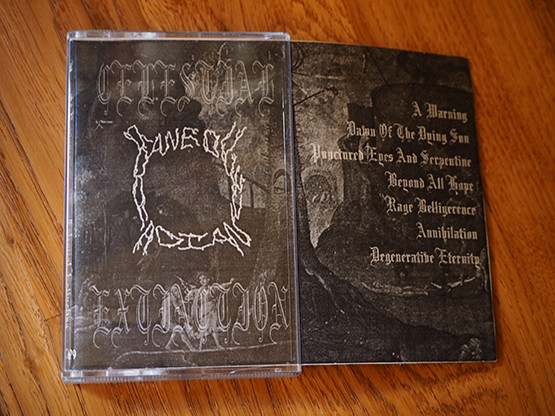 CELESTIAL
EXTINCTION
A Warning
Dawn Of The Dying Sun
Punctured Eyes And Serpentine
Beyond All Hope
Rage Belligerence
Annihilation
Degenerative Eternity